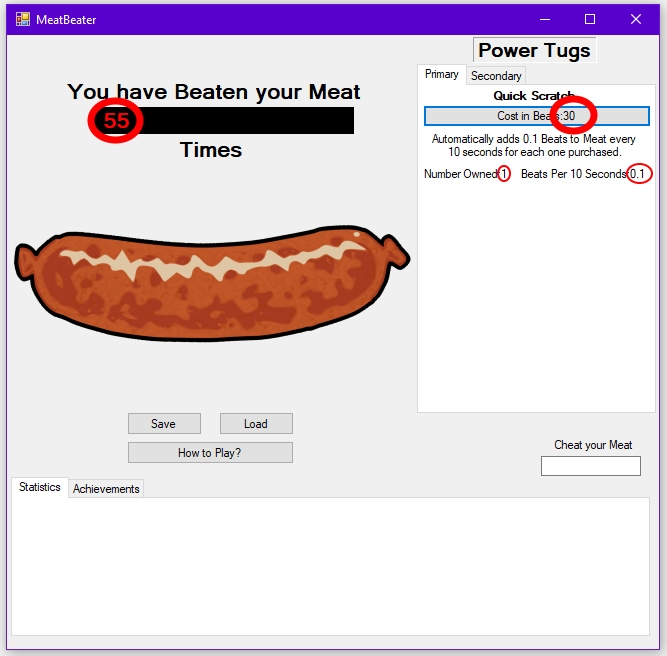 MeatBeater
Power Tugs
Primary
Secondary
You have Beaten your Meat
55
Times
Quick Scratch
Cost in Beats:30
Automatically adds 0.1 Beats to Meat every
10 seconds for each one purchased.
Number Owned:1 Beats Per 10 Seconds:0.1
Save
Load
How to Play?
Cheat your Meat
Statistics
Achievements